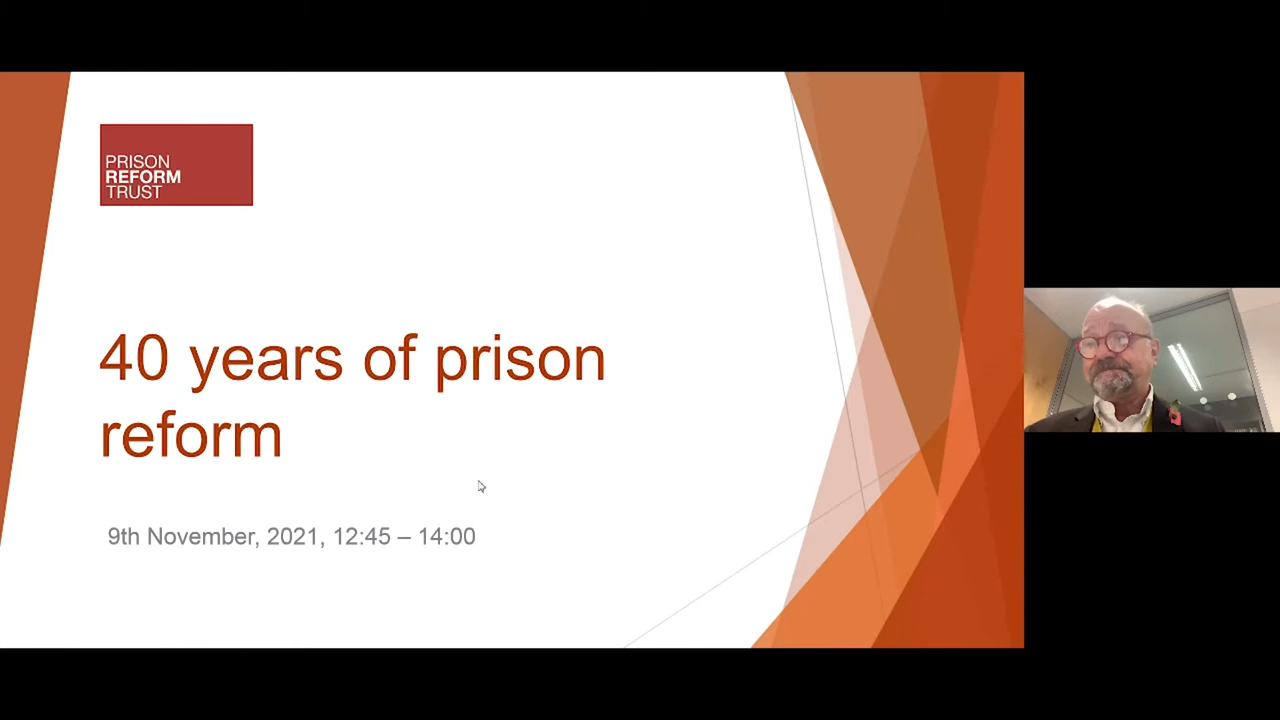 PRISON
REFORM
TRUST
40 years of prison
reform
9th November, 2021, 12:45 – 14:00